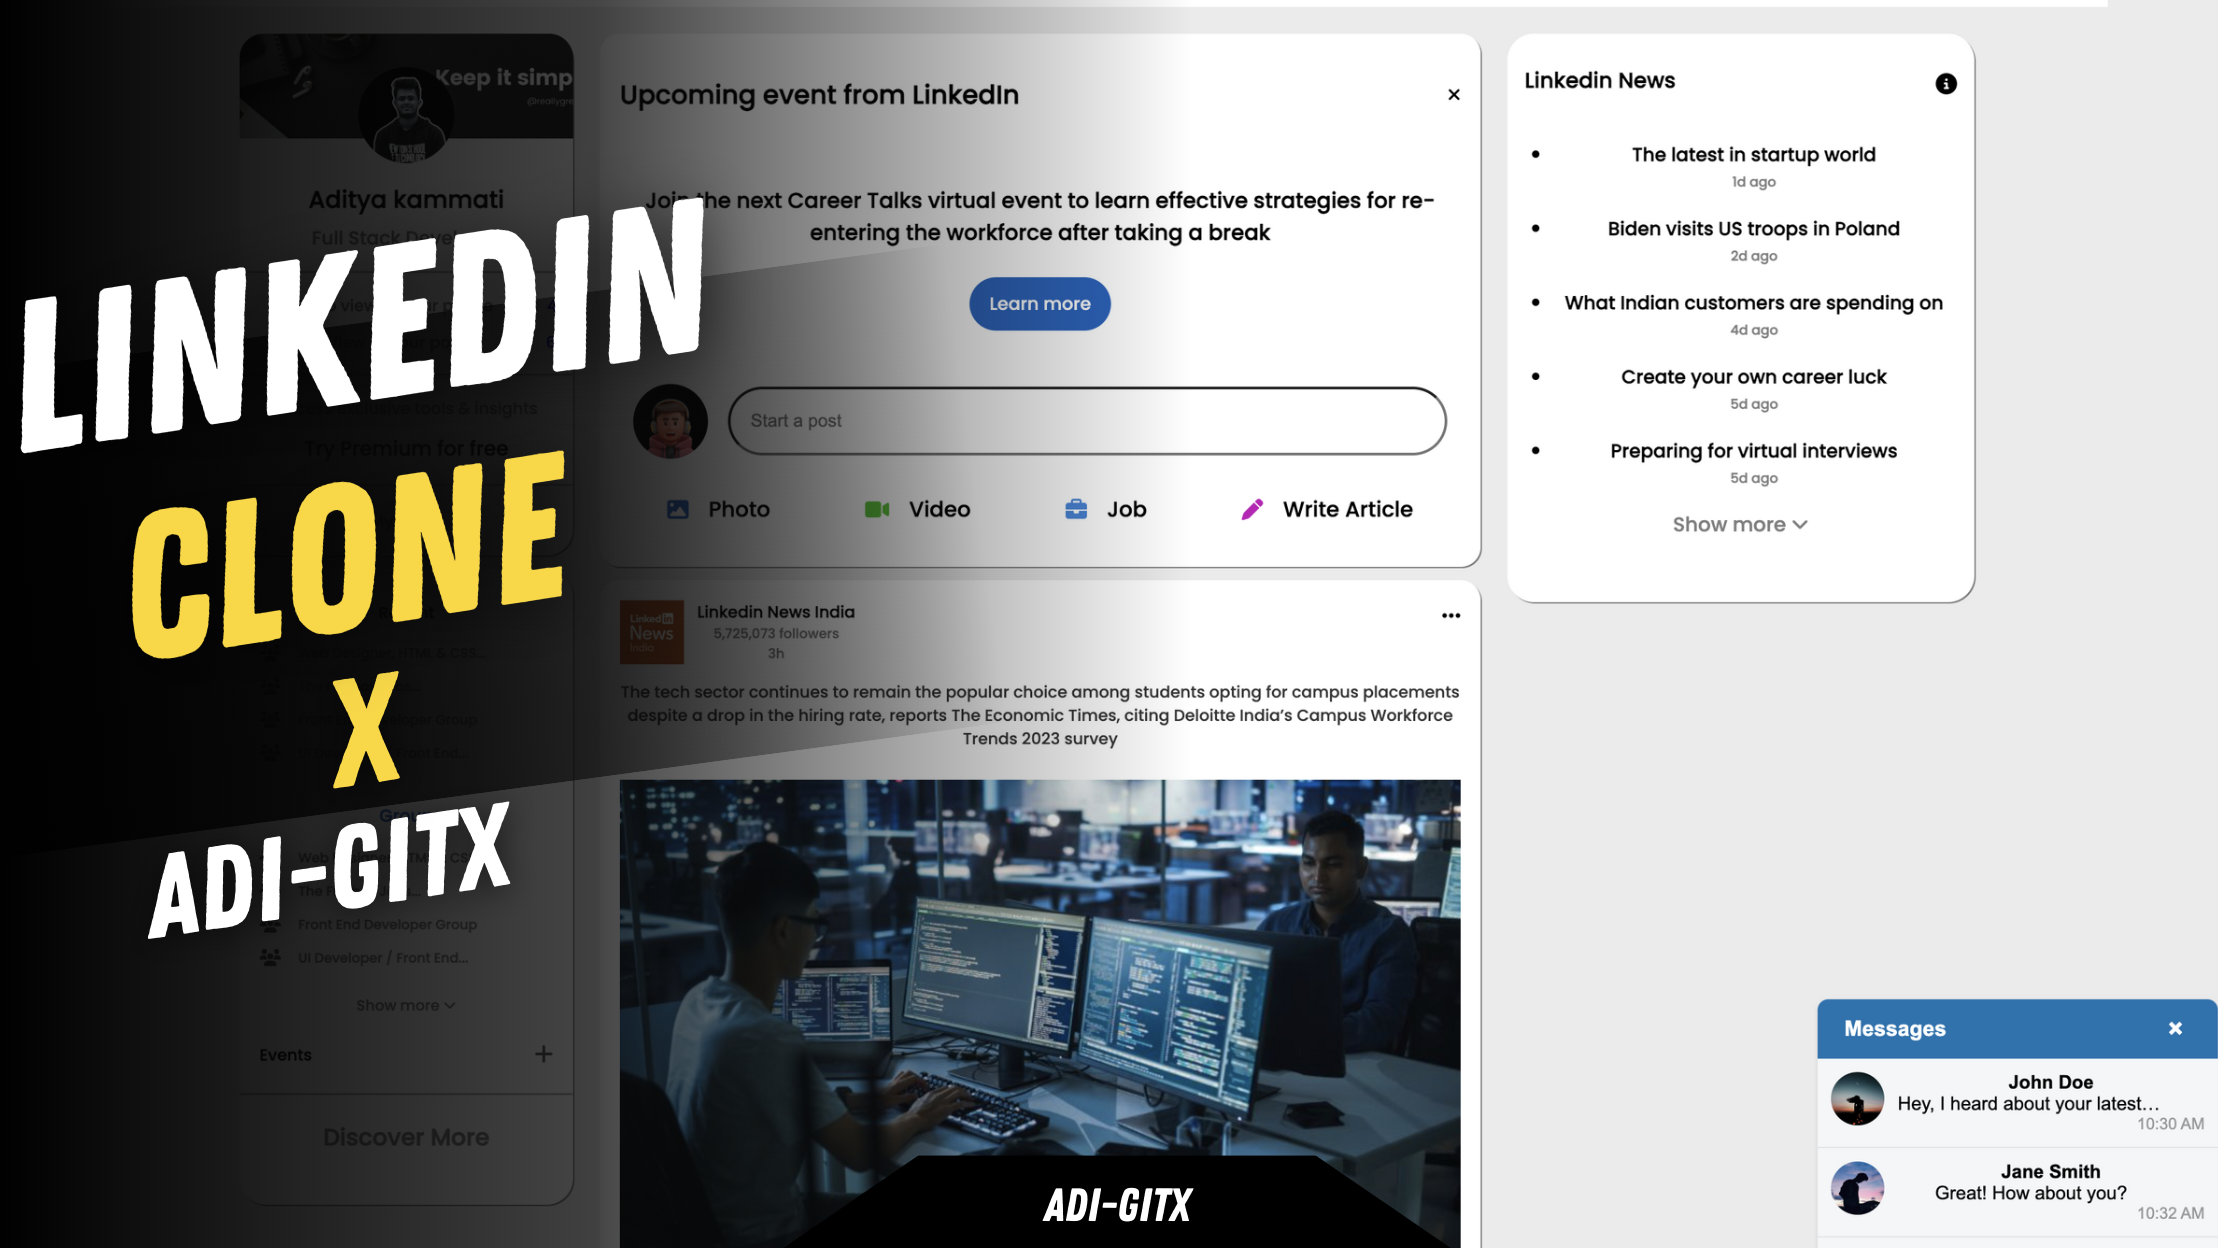 LINKEDIN
CLONE
X
ADI-GITX
Keep it simp
@reallygre
Aditya kammati
Full Stack Devel
tools & insights
Try Premium for free
Front End Developer Group
UI Developer / Front End...
Show more
Events
Discover More
Upcoming event from LinkedIn
Join the next Career Talks virtual event to learn effective strategies for re-
entering the workforce after taking a break
Learn more
Start a post
Photo
Video
Job
Write Article
Linkedin News India
5,725,073 followers
3h
Linked in
News
India
The tech sector continues to remain the popular choice among students opting for campus placements
despite a drop in the hiring rate, reports The Economic Times, citing Deloitte India's Campus Workforce
Trends 2023 survey
ADI-GITX
Linkedin News
The latest in startup world
1d ago
Biden visits US troops in Poland
2d ago
What Indian customers are spending on
4d ago
Create your own career luck
5d ago
Preparing for virtual interviews
5d ago
Show more
Messages
John Doe
Hey, I heard about your latest...
10:30 AM
Jane Smith
Great! How about you?
10:32 AM